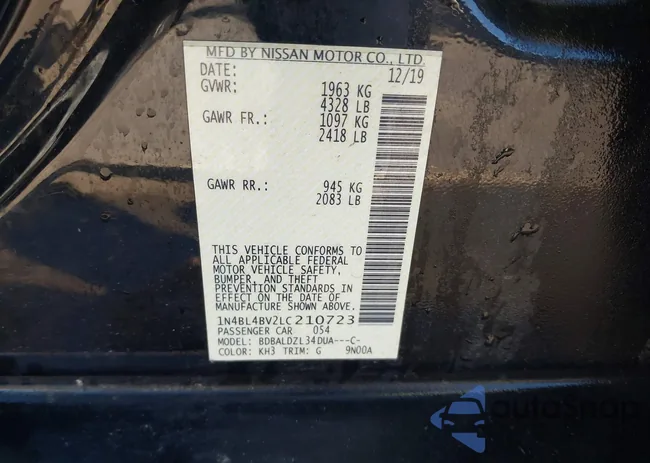 MFD BY NISSAN MOTOR CO., LTD.
DATE: 12/19
GVWR: 1963 KG
4328 LB
GAWR FR.: 1097 KG
2418 LB
GAWR RR.: 945 KG
2083 LB
THIS VEHICLE CONFORMS TO
ALL APPLICABLE FEDERAL
MOTOR VEHICLE SAFETY,
BUMPER, AND THEFT
PREVENTION STANDARDS IN
EFFECT ON THE DATE OF
MANUFACTURE SHOWN ABOVE.
1N4BL4BV2LC210723
PASSENGER CAR 054
MODEL: BDBALDZL34DUA---C-
COLOR: KH3 TRIM: G 9N00A
autoSnap